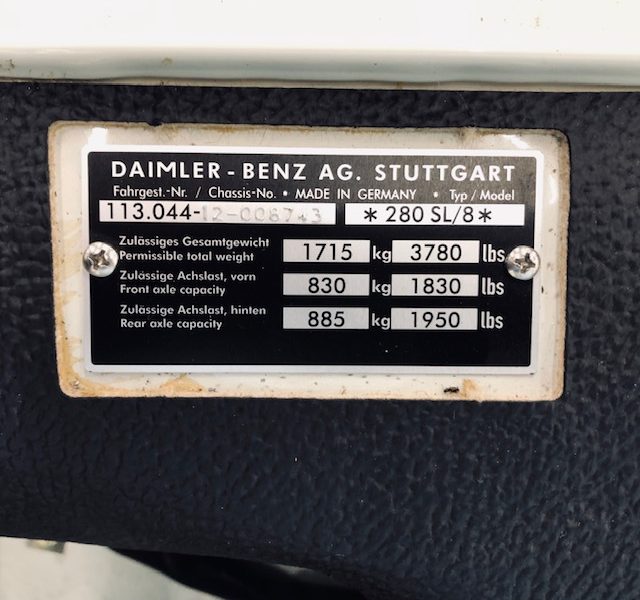 DAIMLER - BENZ AG. STUTTGART
Fahrgest.-Nr. / Chassis-No. • MADE IN GERMANY • Typ / Model
113.044-12-008743 *280 SL/8*
Zulässiges Gesamtgewicht
Permissible total weight 1715 kg 3780 lbs
Zulässige Achslast, vorn
Front axle capacity 830 kg 1830 lbs
Zulässige Achslast, hinten
Rear axle capacity 885 kg 1950 lbs